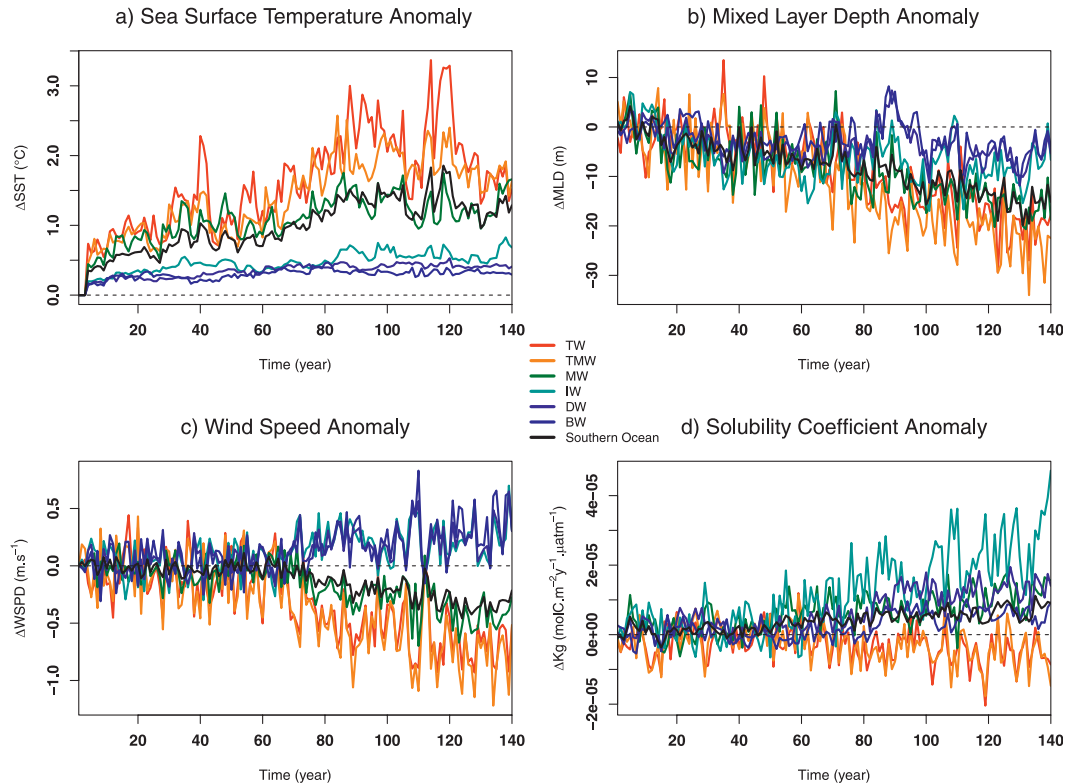 a) Sea Surface Temperature Anomaly
ΔSST (°C)
3.0
2.0
1.0
0.0
20 40 60 80 100 120 140
Time (year)
b) Mixed Layer Depth Anomaly
ΔMLD (m)
10
0
−10
−20
−30
20 40 60 80 100 120 140
Time (year)
TW
TMW
MW
IW
DW
BW
Southern Ocean
c) Wind Speed Anomaly
ΔWSPD (m.s⁻¹)
0.5
0.0
−0.5
−1.0
20 40 60 80 100 120 140
Time (year)
d) Solubility Coefficient Anomaly
ΔKg (molC.m⁻²y⁻¹.μatm⁻¹)
4e−05
2e−05
0e+00
−2e−05
20 40 60 80 100 120 140
Time (year)